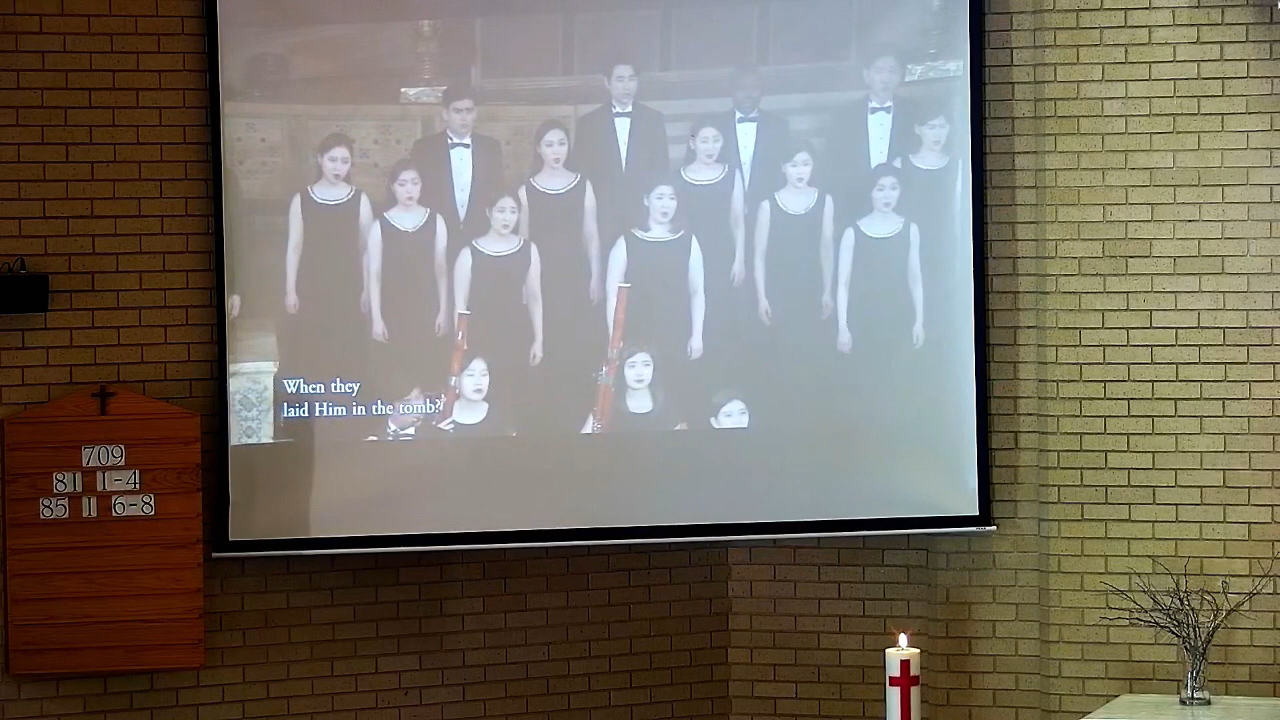 When they
laid Him in the tomb?
709
81 1-4
85 1 6-8